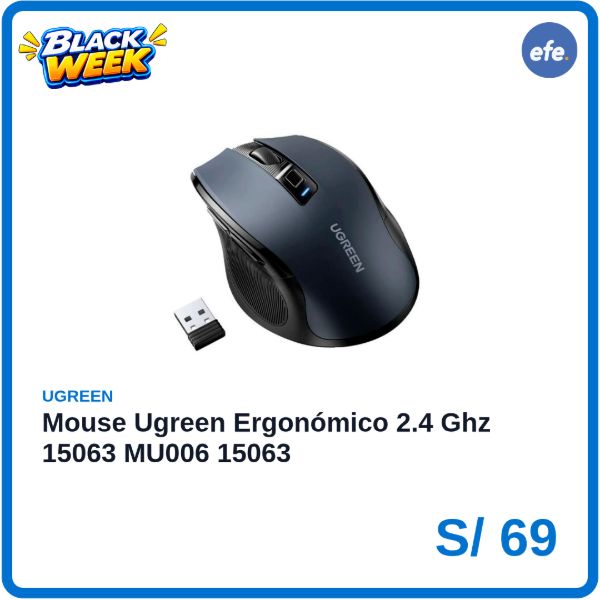 BLACK
WEEK
efe.
UGREEN
UGREEN
Mouse Ugreen Ergonómico 2.4 Ghz
15063 MU006 15063
S/ 69